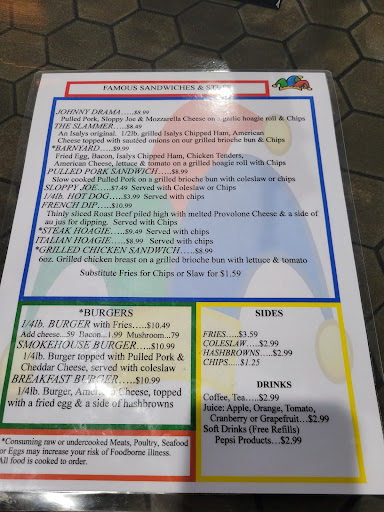 FAMOUS SANDWICHES &
JOHNNY DRAMA.....$8.99
Pulled Pork, Sloppy Joe & Mozzarella Cheese on a garlic hoagie roll & Chips
THE SLAMMER.....$8.49
An Isalys original. 1/2lb. grilled Isalys Chipped Ham, American
Cheese topped with sautéed onions on our grilled brioche bun & Chips
*BARNYARD.....$9.99
Fried Egg, Bacon, Isalys Chipped Ham, Chicken Tenders,
American Cheese, lettuce & tomato on a grilled hoagie roll with Chips
PULLED PORK SANDWICH.....$8.99
Slow cooked Pulled Pork on a grilled brioche bun with coleslaw or chips
SLOPPY JOE.....$7.49 Served with Coleslaw or Chips
1/4lb. HOT DOG.....$3.99 Served with chips
FRENCH DIP.....$10.99
Thinly sliced Roast Beef piled high with melted Provolone Cheese & a side of
au jus for dipping. Served with Chips
*STEAK HOAGIE.....$9.49 Served with chips
ITALIAN HOAGIE.....$8.99 Served with chips
*GRILLED CHICKEN SANDWICH.....$8.99
6oz. Grilled chicken breast on a grilled brioche bun with lettuce & tomato
Substitute Fries for Chips or Slaw for $1.59
*BURGERS
1/4lb. BURGER with Fries.....$10.49
Add cheese...59 Bacon...1.99 Mushroom...79
SMOKEHOUSE BURGER.....$10.99
1/4lb. Burger topped with Pulled Pork &
Cheddar Cheese, served with coleslaw
BREAKFAST BURGER.....$10.99
1/4lb. Burger, American Cheese, topped
with a fried egg & a side of hashbrowns
*Consuming raw or undercooked Meats, Poultry, Seafood
or Eggs may increase your risk of Foodborne illness.
All food is cooked to order.
SIDES
FRIES.....$3.59
COLESLAW.....$2.99
HASHBROWNS.....$2.99
CHIPS.....$1.25
DRINKS
Coffee, Tea.....$2.99
Juice: Apple, Orange, Tomato,
Cranberry or Grapefruit...$2.99
Soft Drinks (Free Refills)
Pepsi Products...$2.99